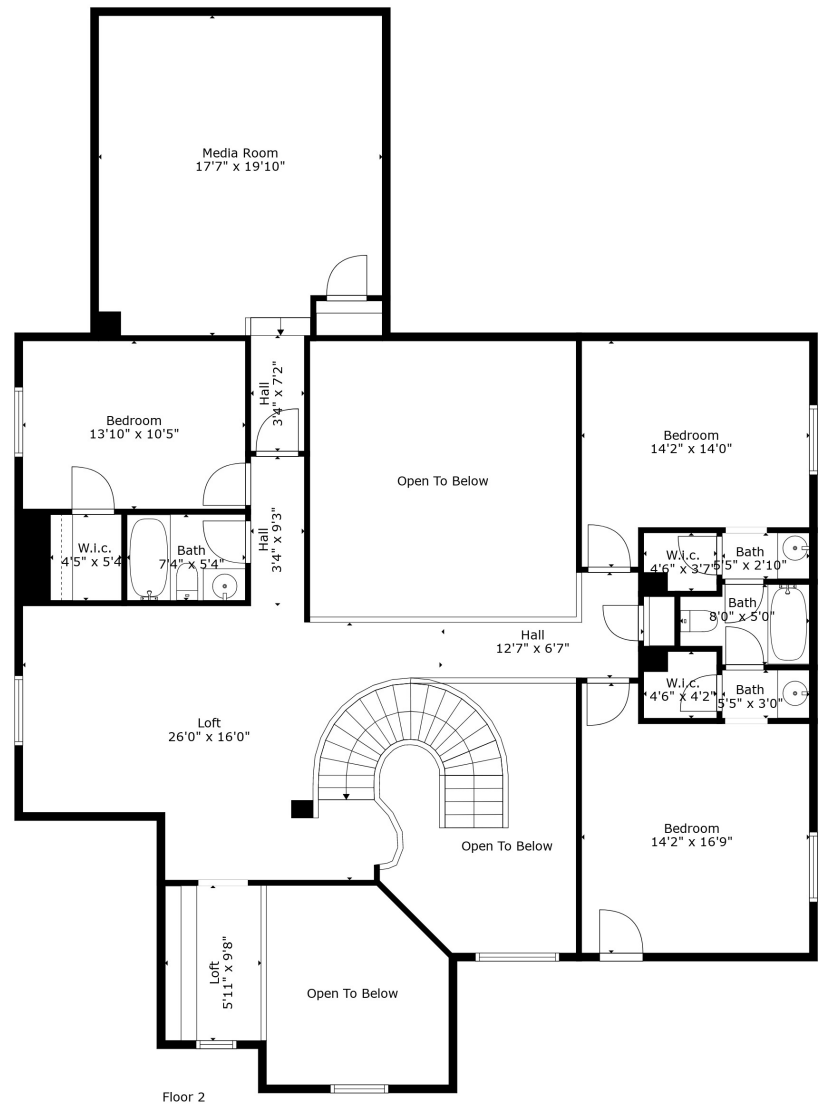 Media Room
17'7" x 19'10"
Hall
3'4" x 7'2"
Bedroom
13'10" x 10'5"
Bedroom
14'2" x 14'0"
Open To Below
Hall
3'4" x 9'3"
W.i.c.
4'5" x 5'4
Bath
7'4" x 5'4"
W.i.c.
4'6" x 3'7"
Bath
5'5" x 2'10"
Bath
8'0" x 5'0"
Hall
12'7" x 6'7"
W.i.c.
4'6" x 4'2"
Bath
5'5" x 3'0"
Loft
26'0" x 16'0"
Bedroom
14'2" x 16'9"
Open To Below
Loft
5'11" x 9'8"
Open To Below
Floor 2